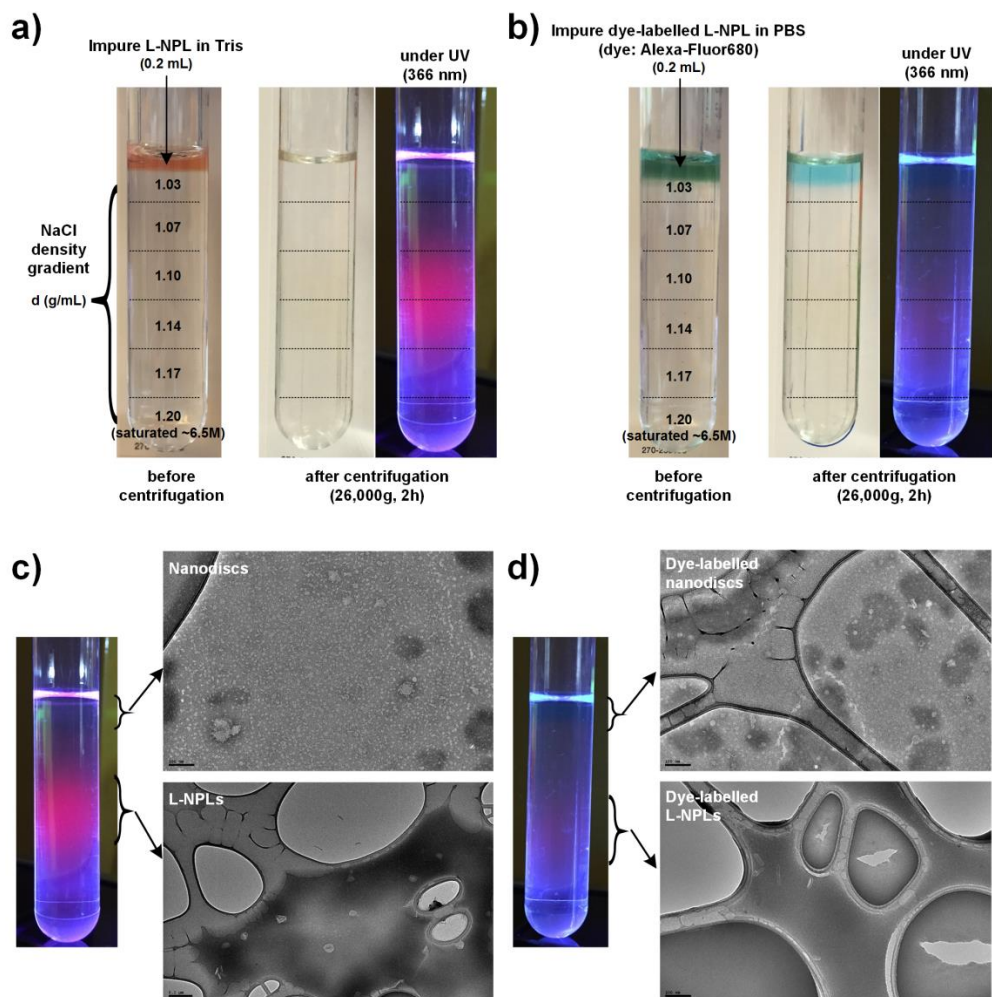 a)
Impure L-NPL in Tris
(0.2 mL)
under UV
(366 nm)
1.03
1.07
1.10
1.14
1.17
1.20
(saturated ~6.5M)
NaCl
density
gradient
d (g/mL)
before
centrifugation
after centrifugation
(26,000g, 2h)
b)
Impure dye-labelled L-NPL in PBS
(dye: Alexa-Fluor680)
(0.2 mL)
under UV
(366 nm)
1.03
1.07
1.10
1.14
1.17
1.20
(saturated ~6.5M)
before
centrifugation
after centrifugation
(26,000g, 2h)
c)
Nanodiscs
L-NPLs
d)
Dye-labelled
nanodiscs
Dye-labelled
L-NPLs